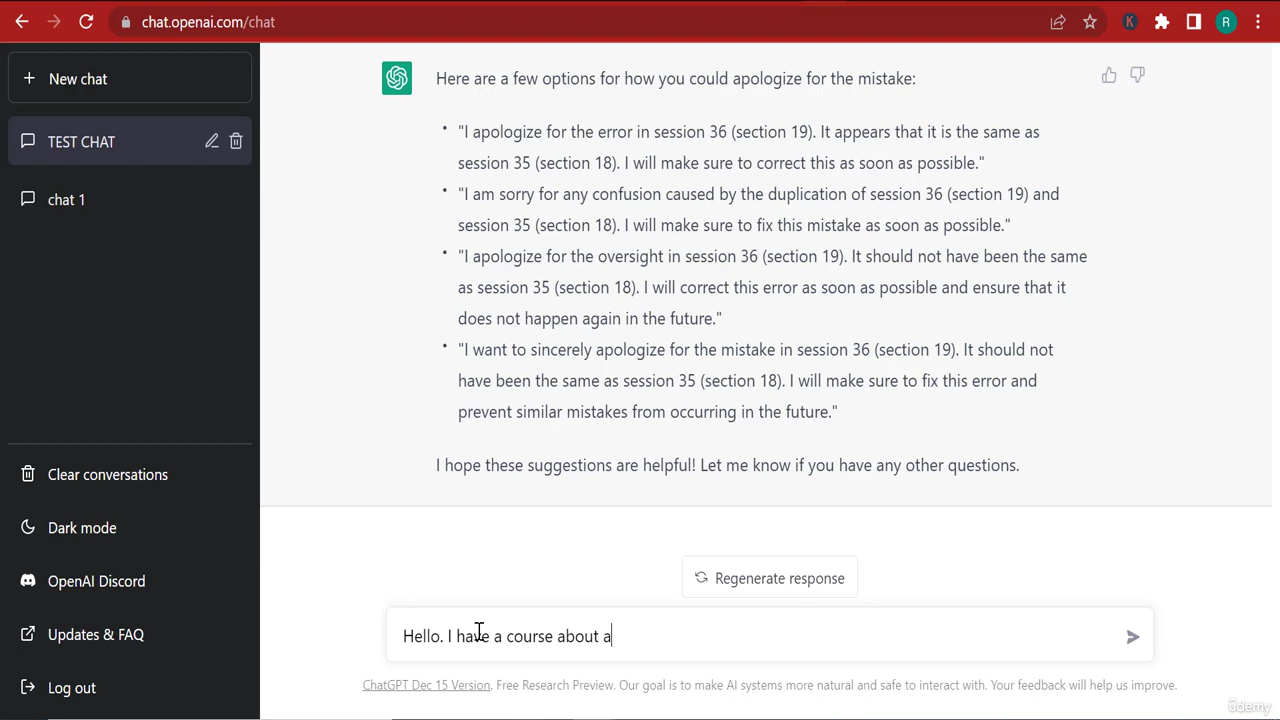 chat.openai.com/chat
K
R
New chat
TEST CHAT
chat 1
Here are a few options for how you could apologize for the mistake:
• "I apologize for the error in session 36 (section 19). It appears that it is the same as
session 35 (section 18). I will make sure to correct this as soon as possible."
• "I am sorry for any confusion caused by the duplication of session 36 (section 19) and
session 35 (section 18). I will make sure to fix this mistake as soon as possible."
• "I apologize for the oversight in session 36 (section 19). It should not have been the same
as session 35 (section 18). I will correct this error as soon as possible and ensure that it
does not happen again in the future."
• "I want to sincerely apologize for the mistake in session 36 (section 19). It should not
have been the same as session 35 (section 18). I will make sure to fix this error and
prevent similar mistakes from occurring in the future."
I hope these suggestions are helpful! Let me know if you have any other questions.
Clear conversations
Dark mode
OpenAI Discord
Updates & FAQ
Log out
Regenerate response
Hello. I have a course about a
ChatGPT Dec 15 Version. Free Research Preview. Our goal is to make AI systems more natural and safe to interact with. Your feedback will help us improve.
ûdemy